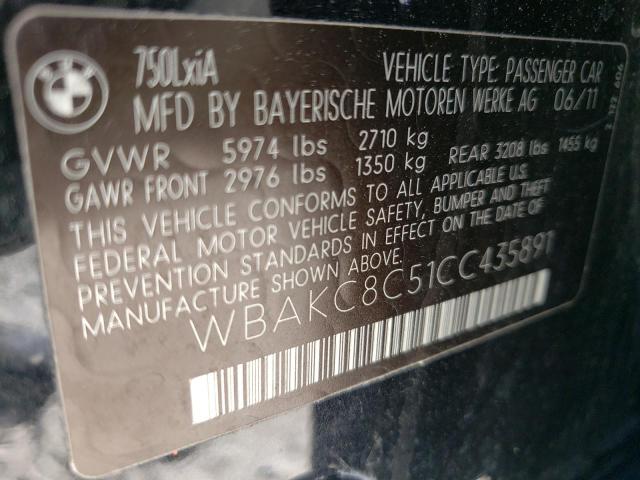 BMW
750LxiA
VEHICLE TYPE: PASSENGER CAR
MFD BY BAYERISCHE MOTOREN WERKE AG 06/11
GVWR 5974 lbs 2710 kg
GAWR FRONT 2976 lbs 1350 kg REAR 3208 lbs 1455 kg
THIS VEHICLE CONFORMS TO ALL APPLICABLE U.S.
FEDERAL MOTOR VEHICLE SAFETY, BUMPER AND THEFT
PREVENTION STANDARDS IN EFFECT ON THE DATE OF
MANUFACTURE SHOWN ABOVE.
WBAKC8C51CC435891